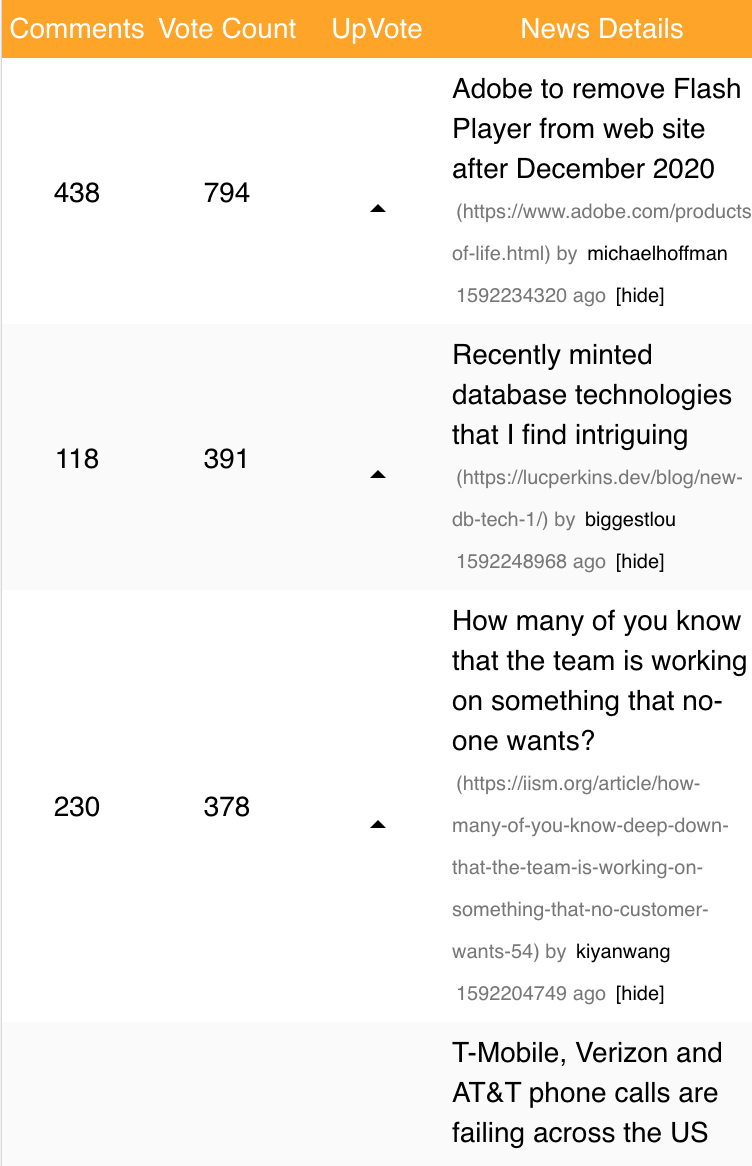 Comments Vote Count UpVote News Details
Adobe to remove Flash
Player from web site
after December 2020
438 794
(https://www.adobe.com/products
of-life.html) by michaelhoffman
1592234320 ago [hide]
Recently minted
database technologies
that I find intriguing
118 391
(https://lucperkins.dev/blog/new-
db-tech-1/) by biggestlou
1592248968 ago [hide]
How many of you know
that the team is working
on something that no-
one wants?
230 378
(https://iism.org/article/how-
many-of-you-know-deep-down-
that-the-team-is-working-on-
something-that-no-customer-
wants-54) by kiyanwang
1592204749 ago [hide]
T-Mobile, Verizon and
AT&T phone calls are
failing across the US